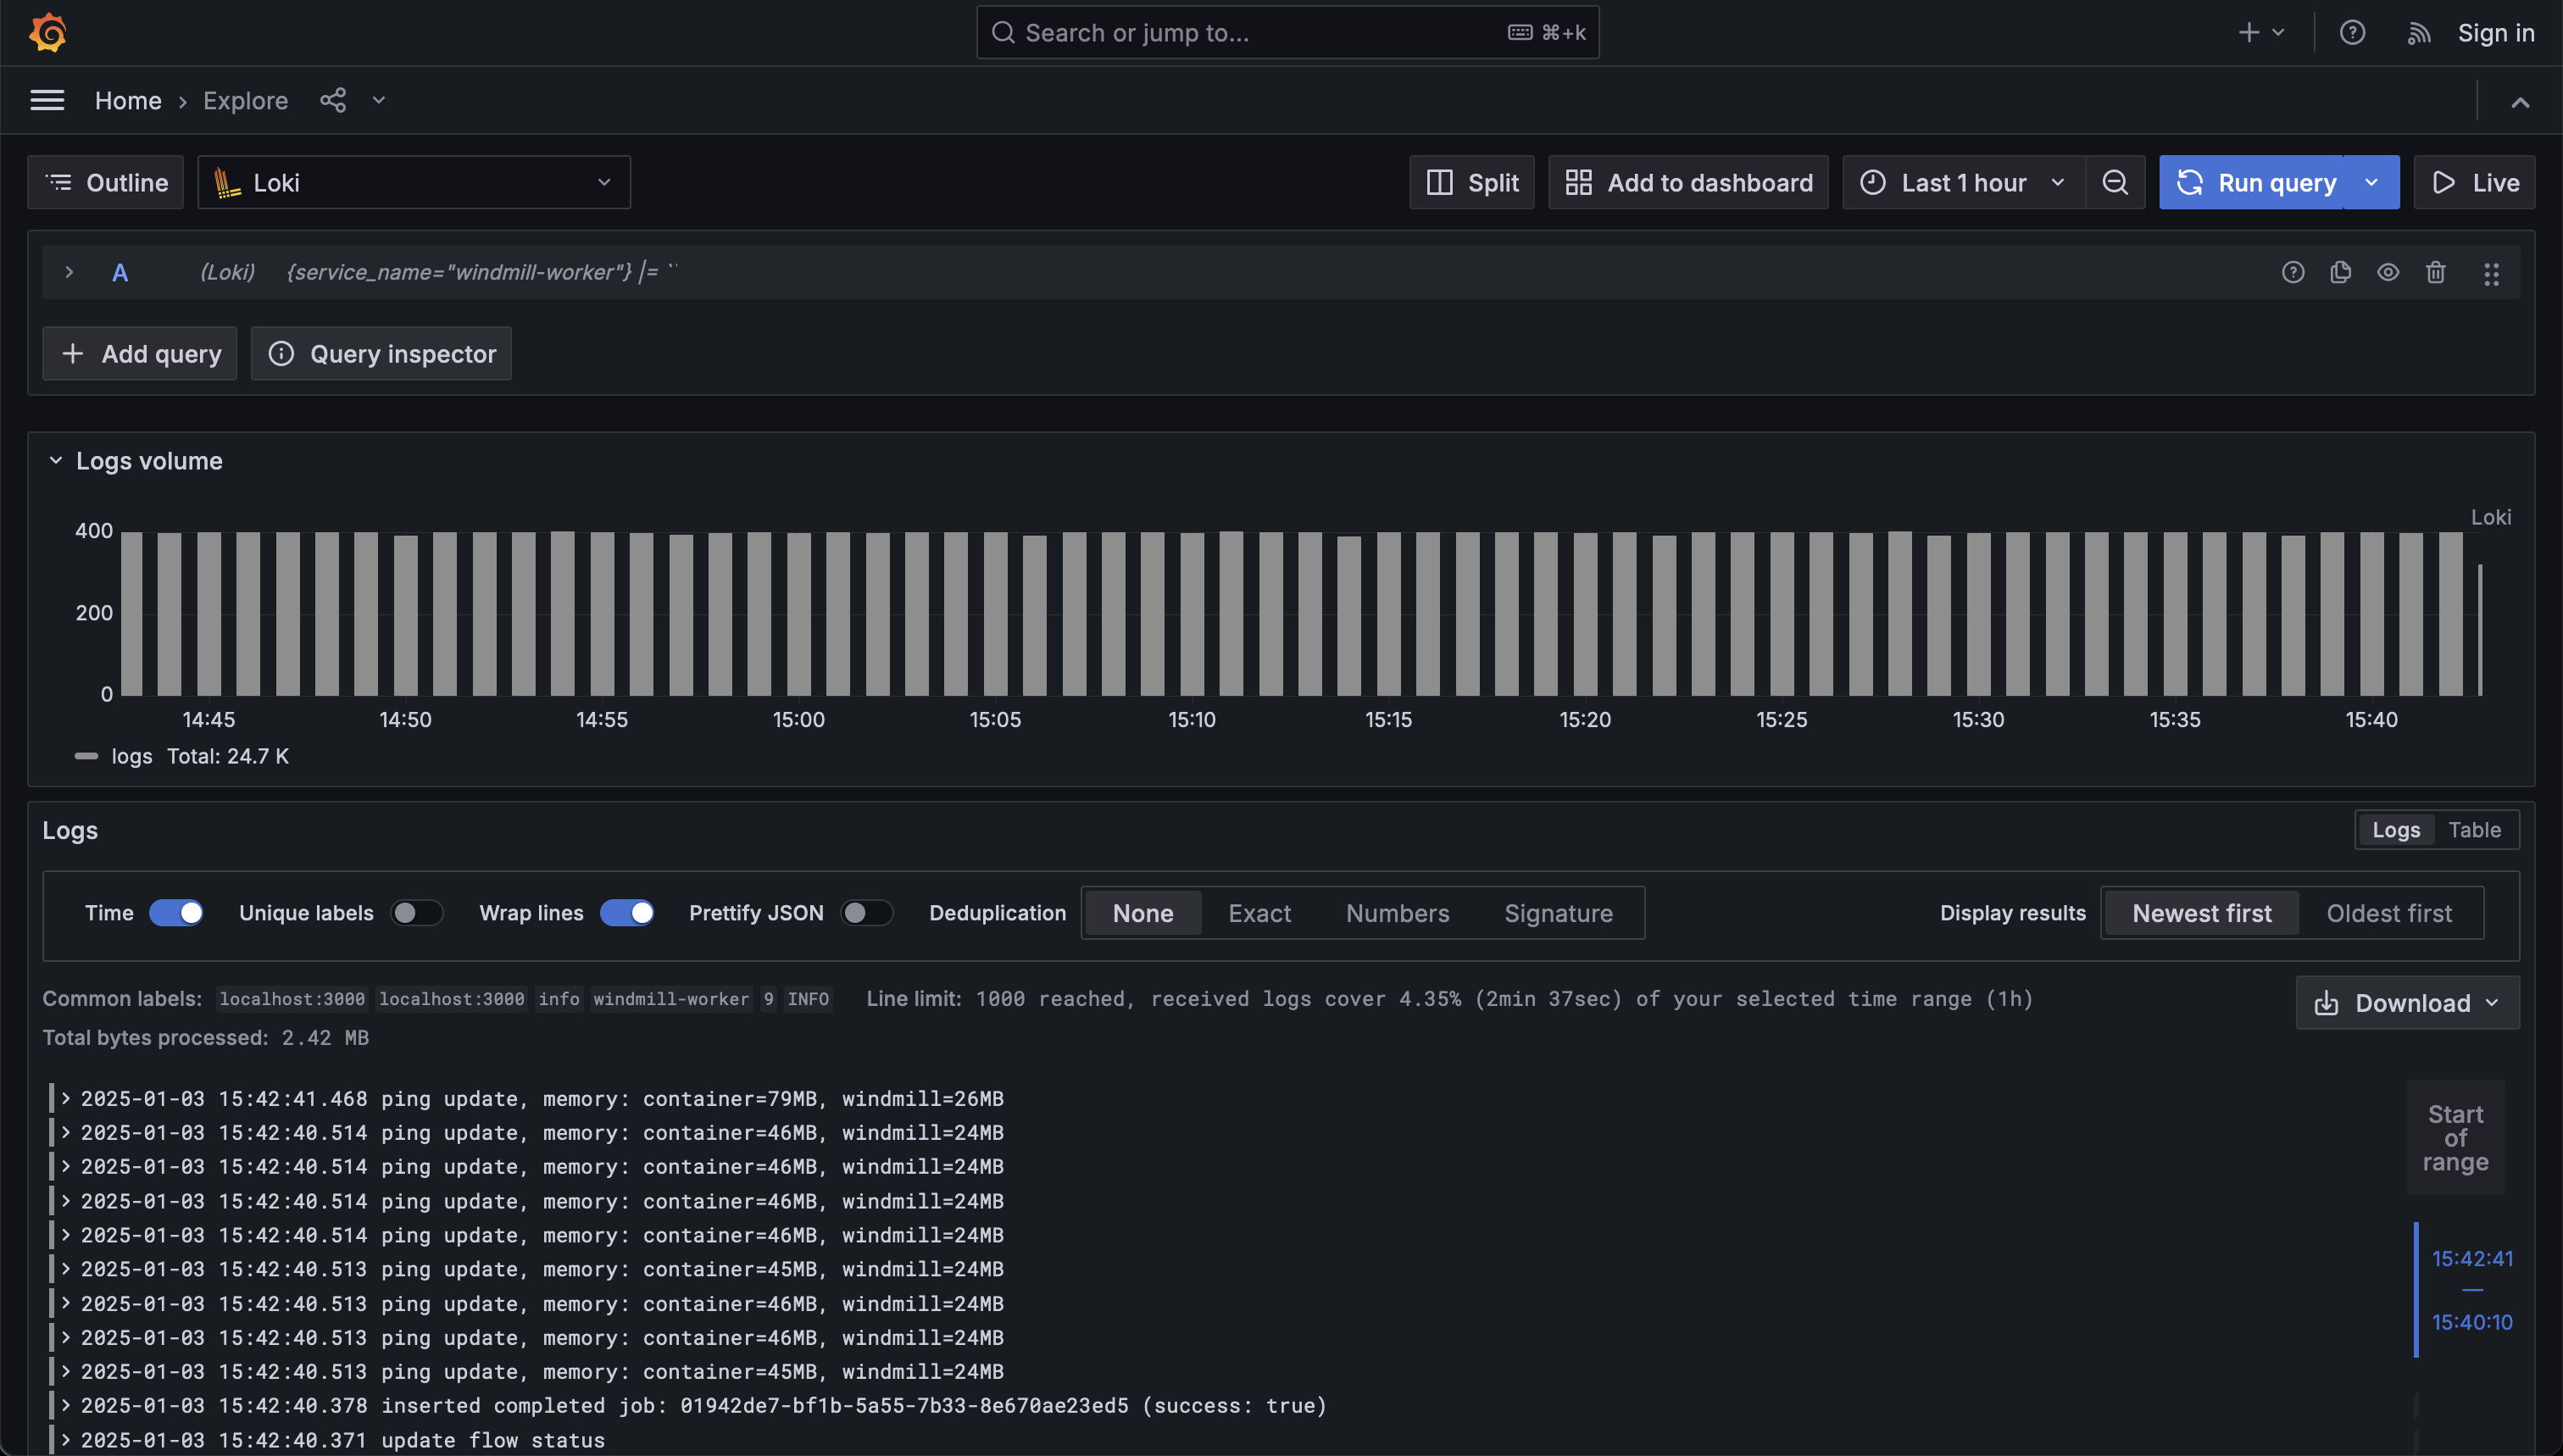 Search or jump to... ⌘+k Sign in
Home › Explore
Outline Loki Split Add to dashboard Last 1 hour Run query Live
A (Loki) {service_name="windmill-worker"} |= ``
Add query Query inspector
Logs volume
Loki
400
200
0
14:45 14:50 14:55 15:00 15:05 15:10 15:15 15:20 15:25 15:30 15:35 15:40
logs Total: 24.7 K
Logs Logs Table
Time Unique labels Wrap lines Prettify JSON Deduplication None Exact Numbers Signature Display results Newest first Oldest first
Common labels: localhost:3000 localhost:3000 info windmill-worker 9 INFO Line limit: 1000 reached, received logs cover 4.35% (2min 37sec) of your selected time range (1h) Download
Total bytes processed: 2.42 MB
2025-01-03 15:42:41.468 ping update, memory: container=79MB, windmill=26MB
2025-01-03 15:42:40.514 ping update, memory: container=46MB, windmill=24MB
2025-01-03 15:42:40.514 ping update, memory: container=46MB, windmill=24MB
2025-01-03 15:42:40.514 ping update, memory: container=46MB, windmill=24MB
2025-01-03 15:42:40.514 ping update, memory: container=46MB, windmill=24MB
2025-01-03 15:42:40.513 ping update, memory: container=45MB, windmill=24MB
2025-01-03 15:42:40.513 ping update, memory: container=46MB, windmill=24MB
2025-01-03 15:42:40.513 ping update, memory: container=46MB, windmill=24MB
2025-01-03 15:42:40.513 ping update, memory: container=45MB, windmill=24MB
2025-01-03 15:42:40.378 inserted completed job: 01942de7-bf1b-5a55-7b33-8e670ae23ed5 (success: true)
2025-01-03 15:42:40.371 update flow status
Start
of
range
15:42:41
—
15:40:10